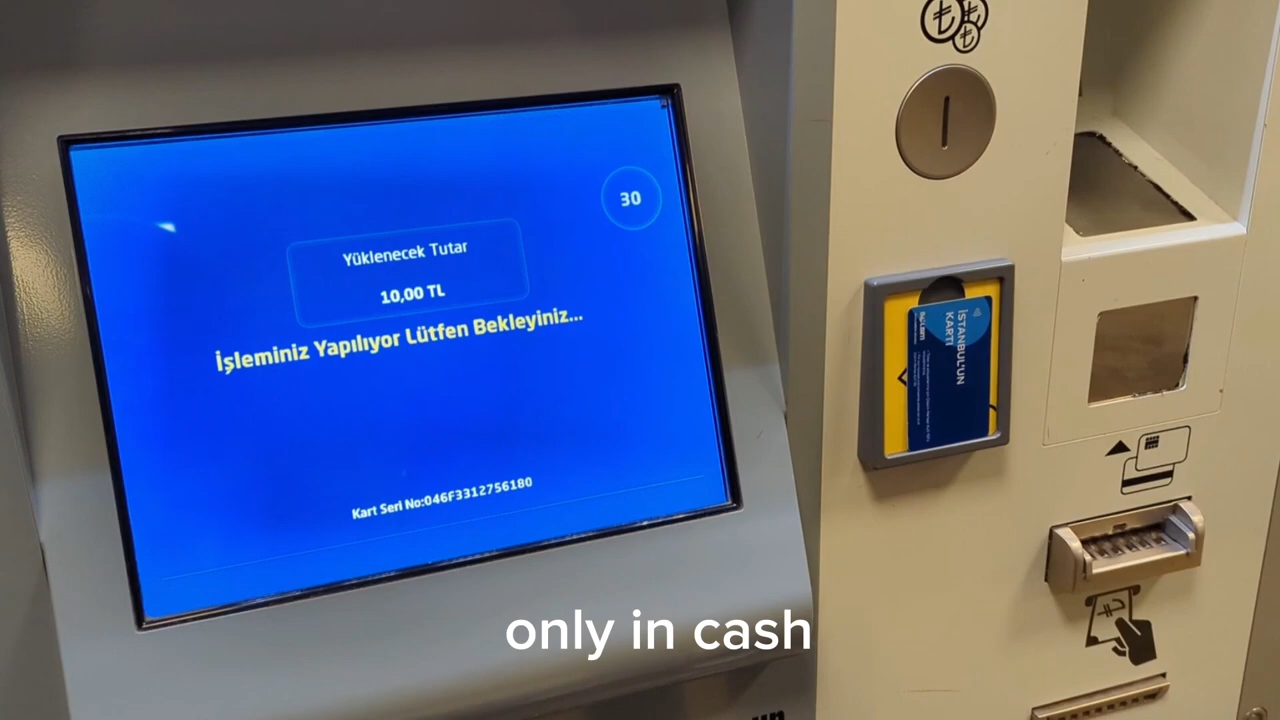 30
Yüklenecek Tutar
10,00 TL
İşleminiz Yapılıyor Lütfen Bekleyiniz...
Kart Seri No:046F3312756180
İSTANBUL'UN
KARTI
only in cash